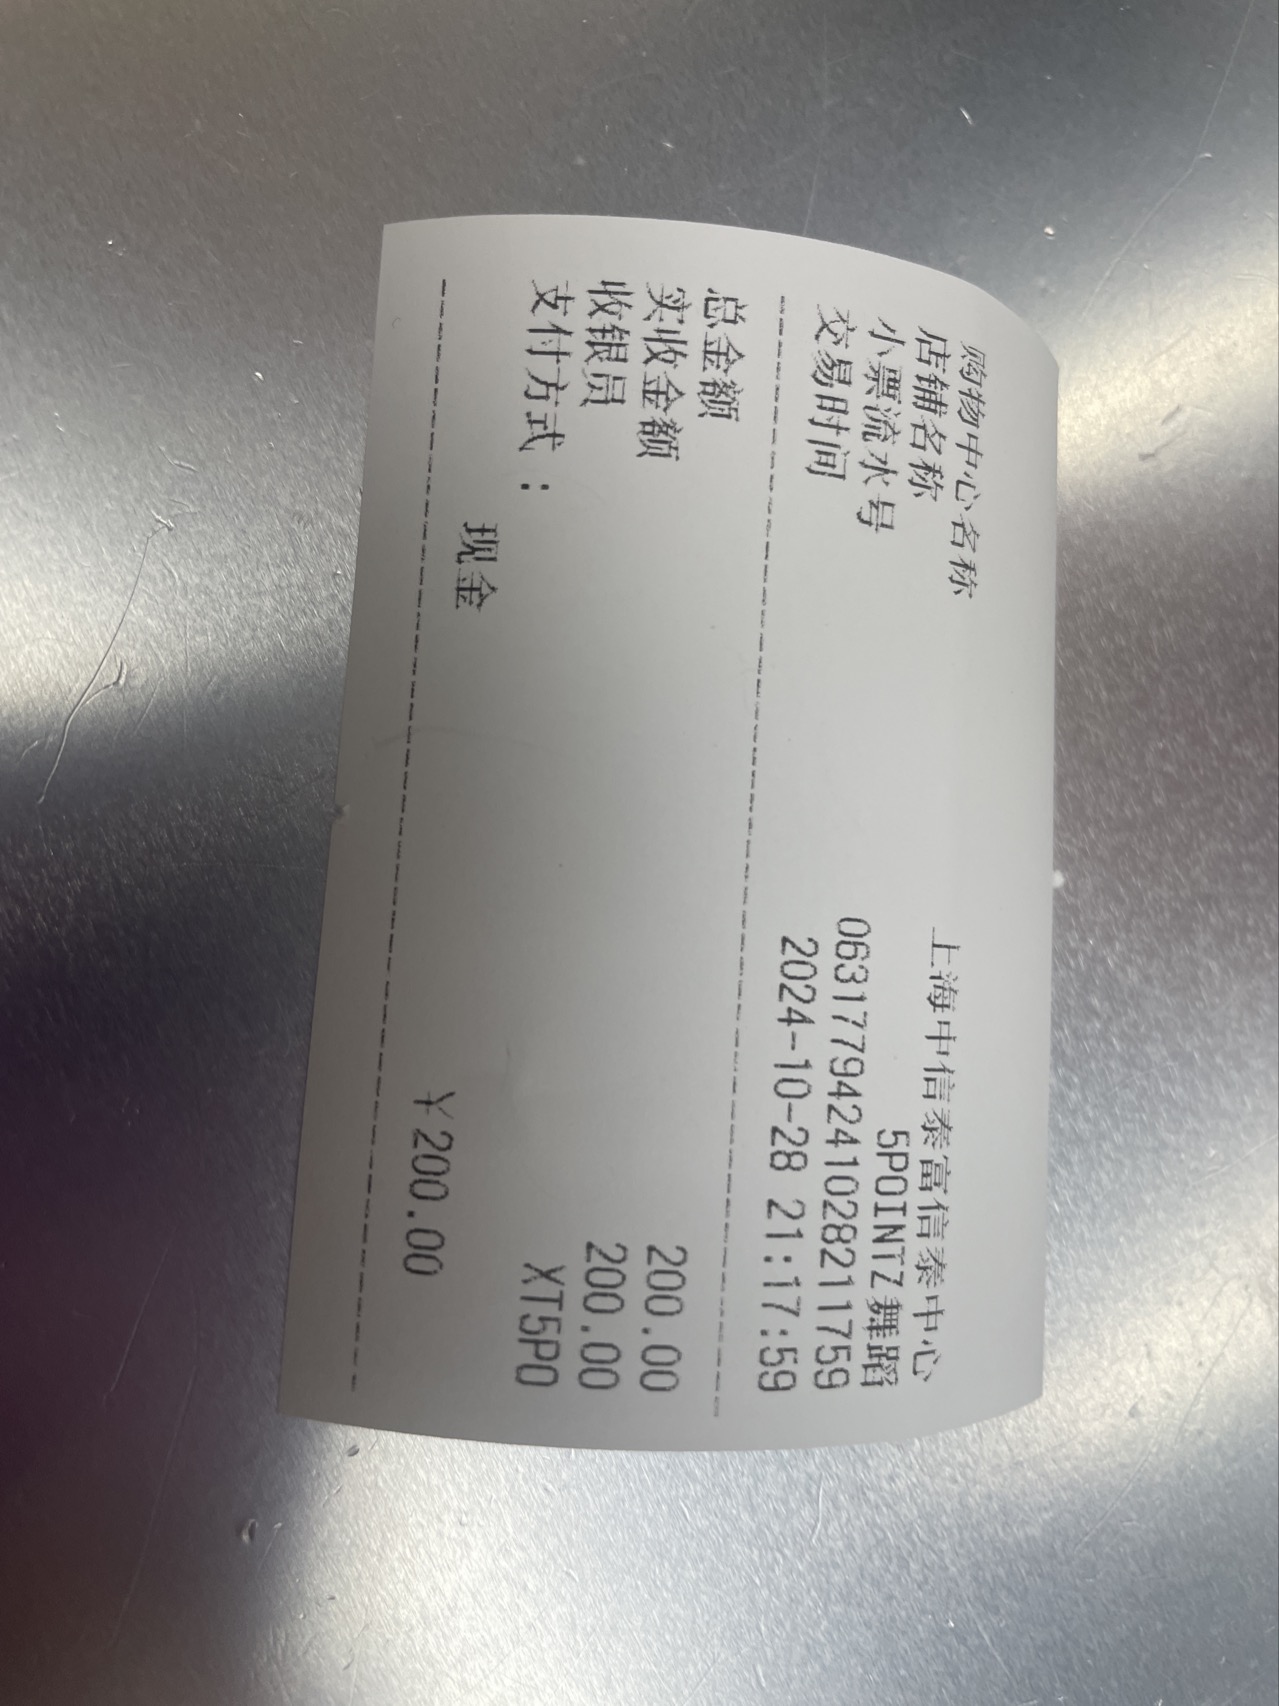 购物中心名称 上海中信泰富信泰中心
店铺名称 5POINTZ舞蹈
小票流水号 0631779424102821​1759
交易时间 2024-10-28 21:17:59
总金额 200.00
实收金额 200.00
收银员 XT5PO
支付方式：
现金 ￥200.00